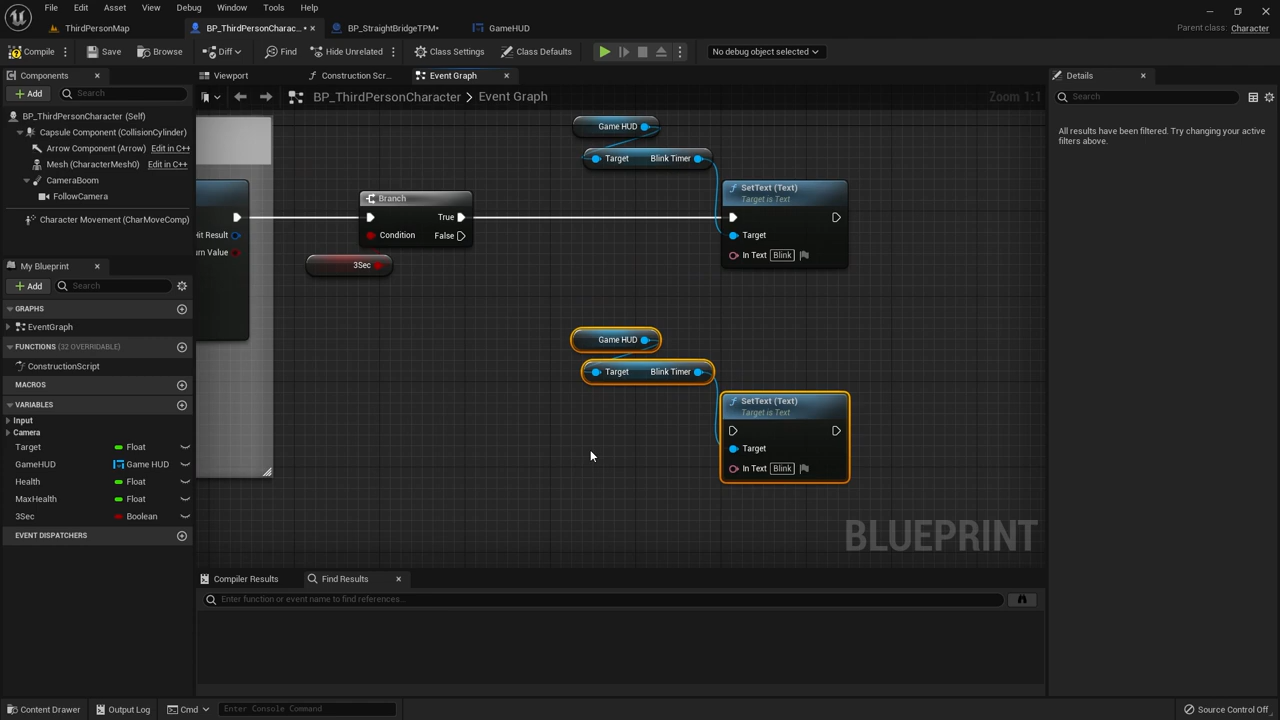 File Edit Asset View Debug Window Tools Help
ThirdPersonMap
BP_ThirdPersonCharac...•
BP_StraightBridgeTPM•
GameHUD
Parent class: Character
Compile
Save
Browse
Diff
Find
Hide Unrelated
Class Settings
Class Defaults
No debug object selected
Components
Add
Search
BP_ThirdPersonCharacter (Self)
Capsule Component (CollisionCylinder)
Arrow Component (Arrow) Edit in C++
Mesh (CharacterMesh0) Edit in C++
CameraBoom
FollowCamera
Character Movement (CharMoveComp)
My Blueprint
Add
Search
GRAPHS
EventGraph
FUNCTIONS (32 OVERRIDABLE)
ConstructionScript
MACROS
VARIABLES
Input
Camera
Target Float
GameHUD Game HUD
Health Float
MaxHealth Float
3Sec Boolean
EVENT DISPATCHERS
Viewport
Construction Scr...
Event Graph
BP_ThirdPersonCharacter > Event Graph
Zoom 1:1
Hit Result
urn Value
Branch
True
Condition False
3Sec
Game HUD
Target Blink Timer
SetText (Text)
Target is Text
Target
In Text Blink
Game HUD
Target Blink Timer
SetText (Text)
Target is Text
Target
In Text Blink
BLUEPRINT
Compiler Results
Find Results
Enter function or event name to find references...
Details
Search
All results have been filtered. Try changing your active
filters above.
Content Drawer
Output Log
Cmd
Enter Console Command
Source Control Off